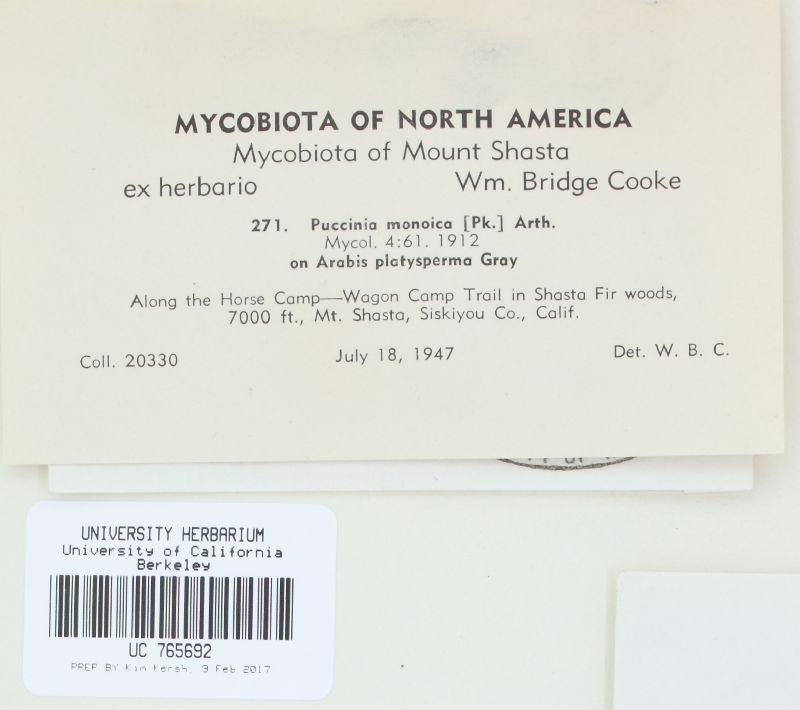 MYCOBIOTA OF NORTH AMERICA
Mycobiota of Mount Shasta
ex herbario Wm. Bridge Cooke
271. Puccinia monoica [Pk.] Arth.
Mycol. 4:61. 1912
on Arabis platysperma Gray
Along the Horse Camp—Wagon Camp Trail in Shasta Fir woods,
7000 ft., Mt. Shasta, Siskiyou Co., Calif.
Coll. 20330 July 18, 1947 Det. W. B. C.
UNIVERSITY HERBARIUM
University of California
Berkeley
UC 765692
PREP BY Kim Kersh, 9 Feb 2017